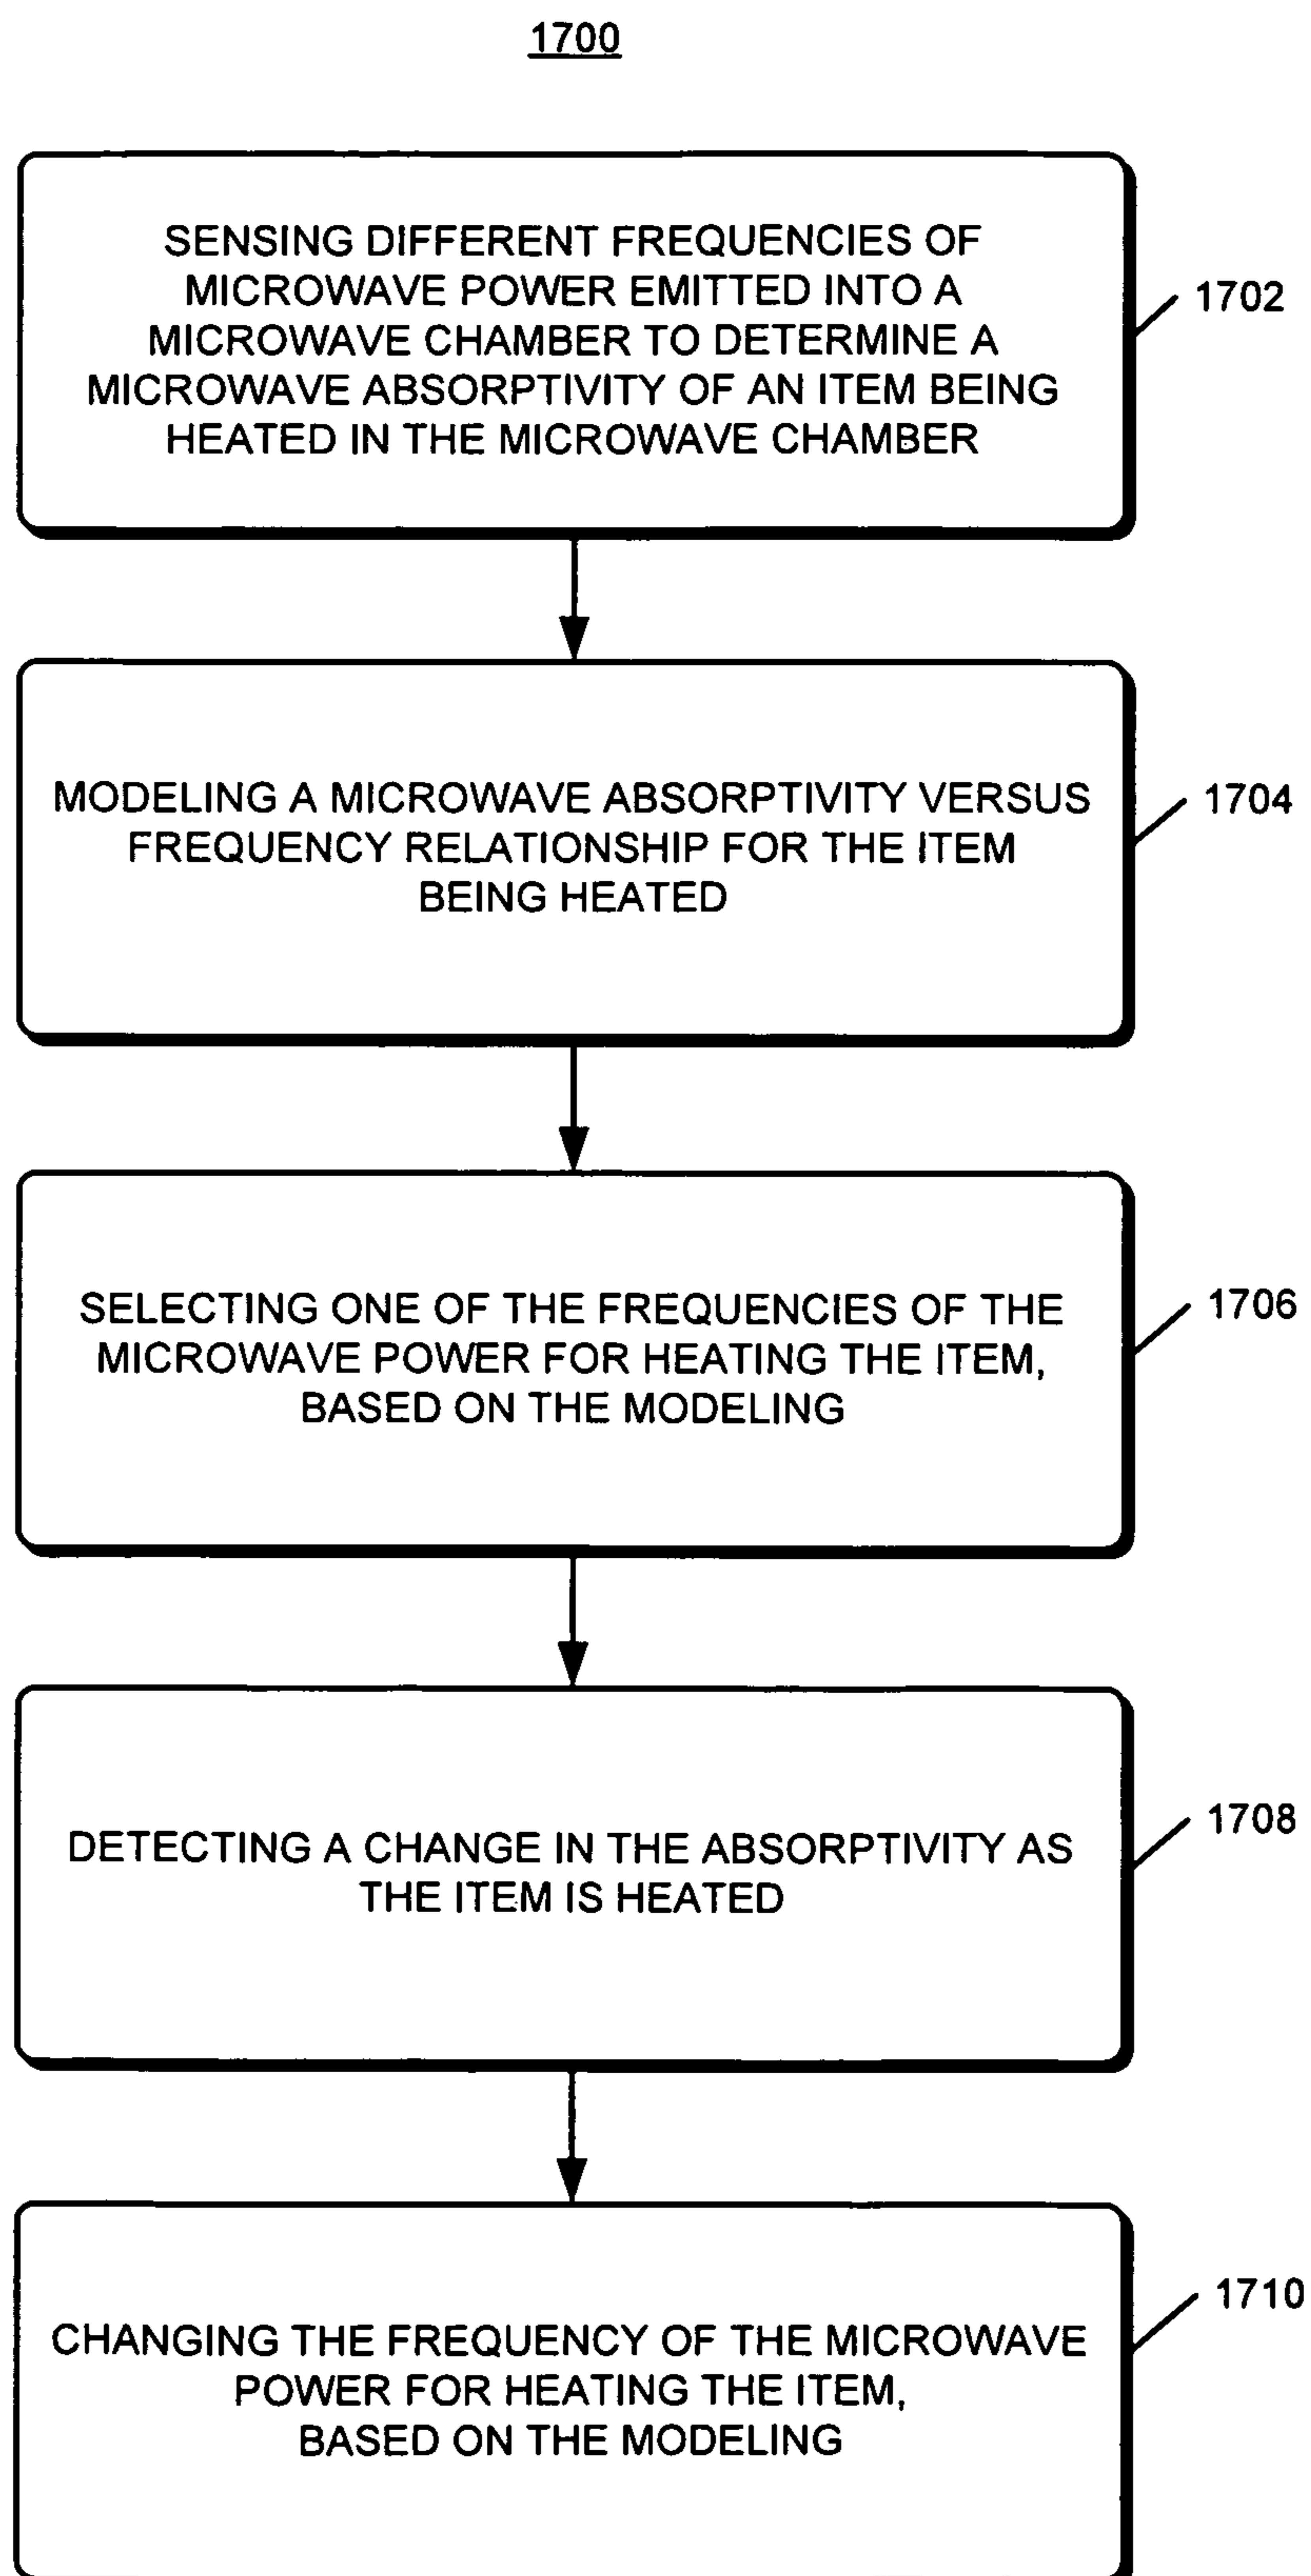 1700
SENSING DIFFERENT FREQUENCIES OF
MICROWAVE POWER EMITTED INTO A
MICROWAVE CHAMBER TO DETERMINE A
MICROWAVE ABSORPTIVITY OF AN ITEM BEING
HEATED IN THE MICROWAVE CHAMBER
1702
MODELING A MICROWAVE ABSORPTIVITY VERSUS
FREQUENCY RELATIONSHIP FOR THE ITEM
BEING HEATED
1704
SELECTING ONE OF THE FREQUENCIES OF THE
MICROWAVE POWER FOR HEATING THE ITEM,
BASED ON THE MODELING
1706
DETECTING A CHANGE IN THE ABSORPTIVITY AS
THE ITEM IS HEATED
1708
CHANGING THE FREQUENCY OF THE MICROWAVE
POWER FOR HEATING THE ITEM,
BASED ON THE MODELING
1710